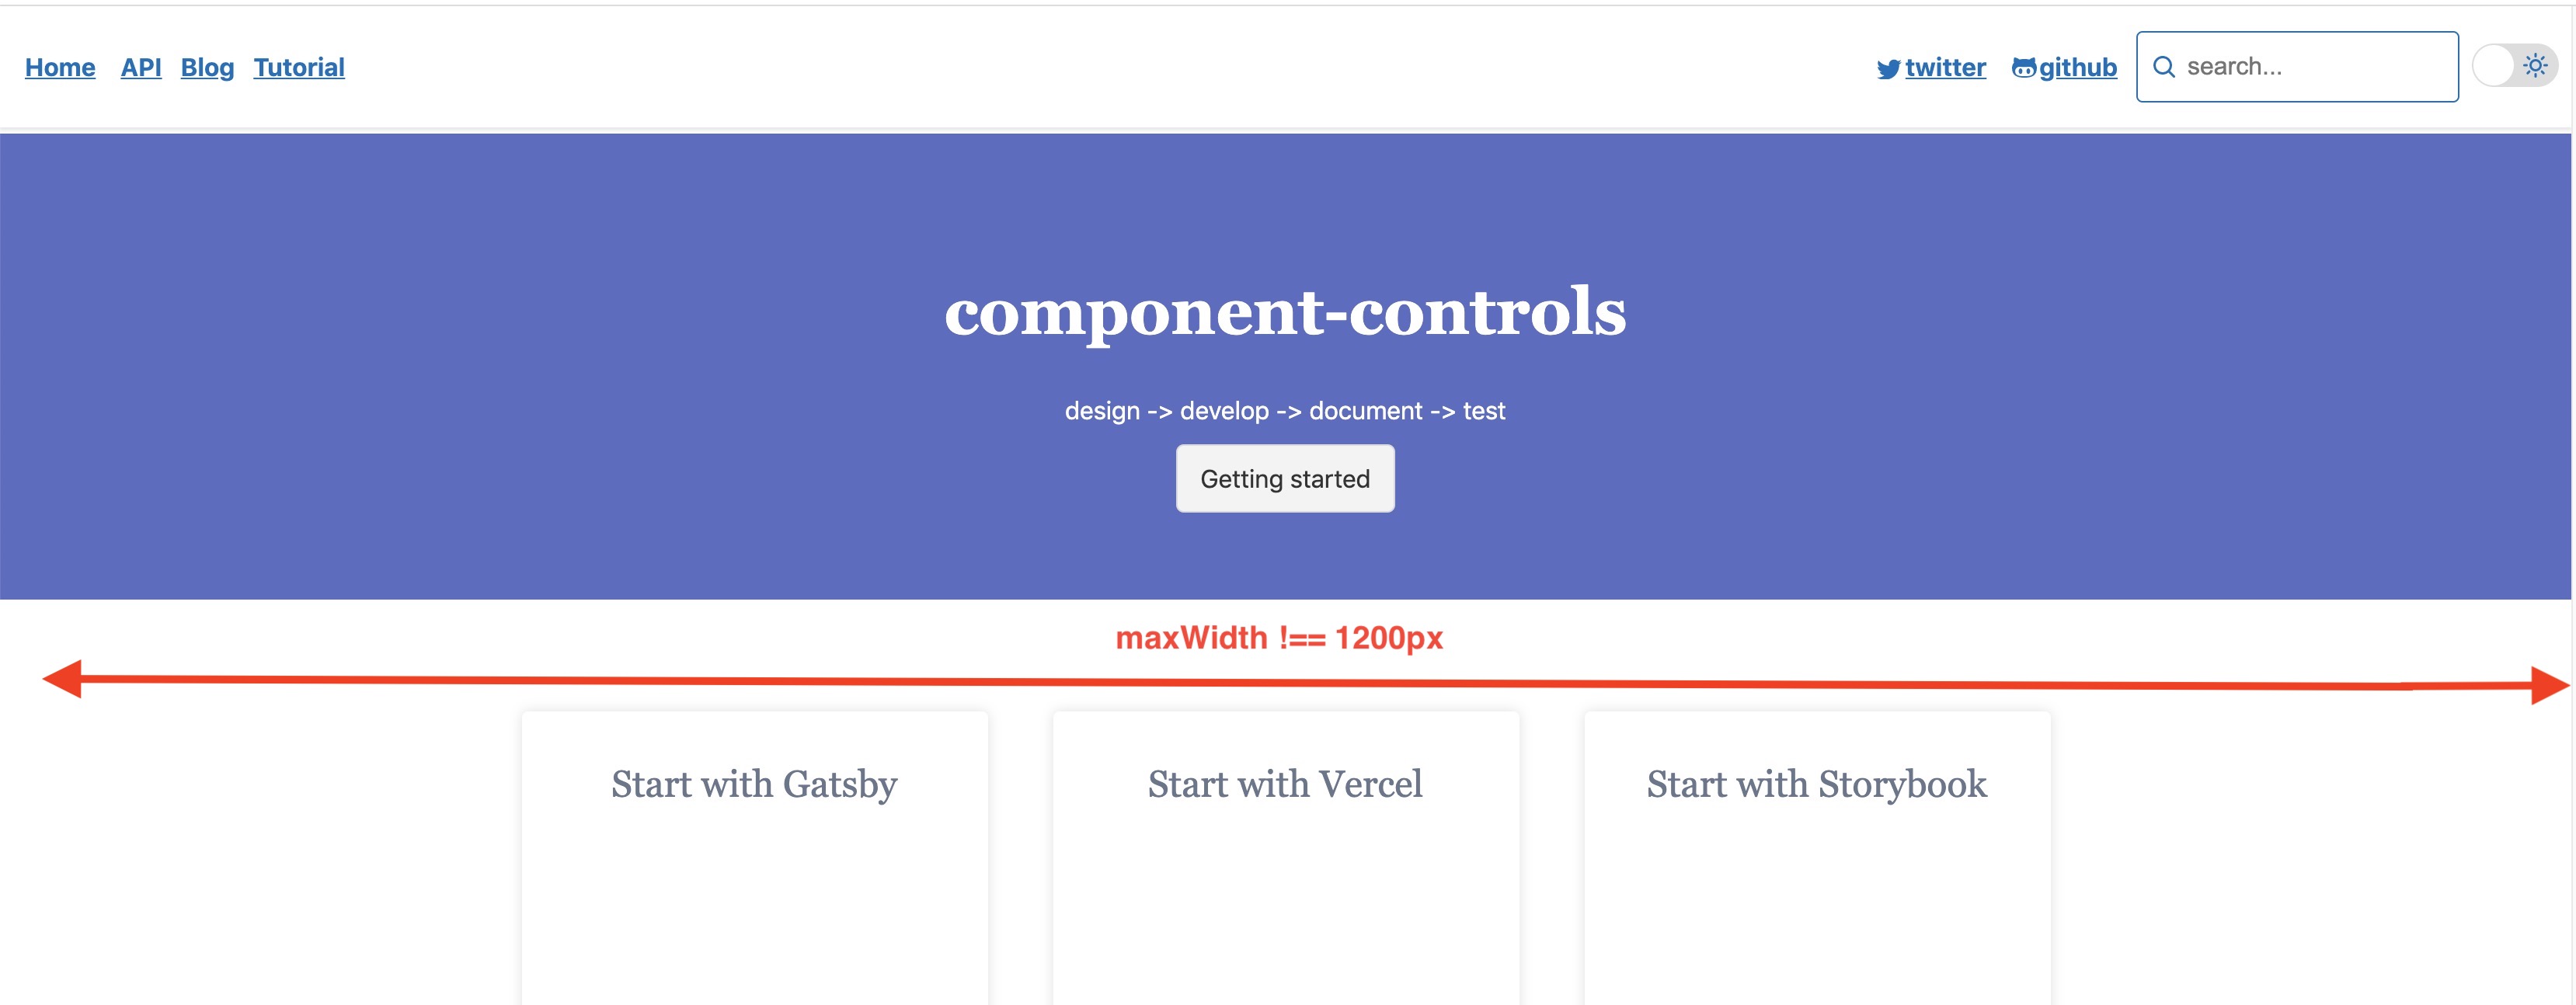 Home API Blog Tutorial twitter github search...
component-controls
design -> develop -> document -> test
Getting started
maxWidth !== 1200px
Start with Gatsby Start with Vercel Start with Storybook